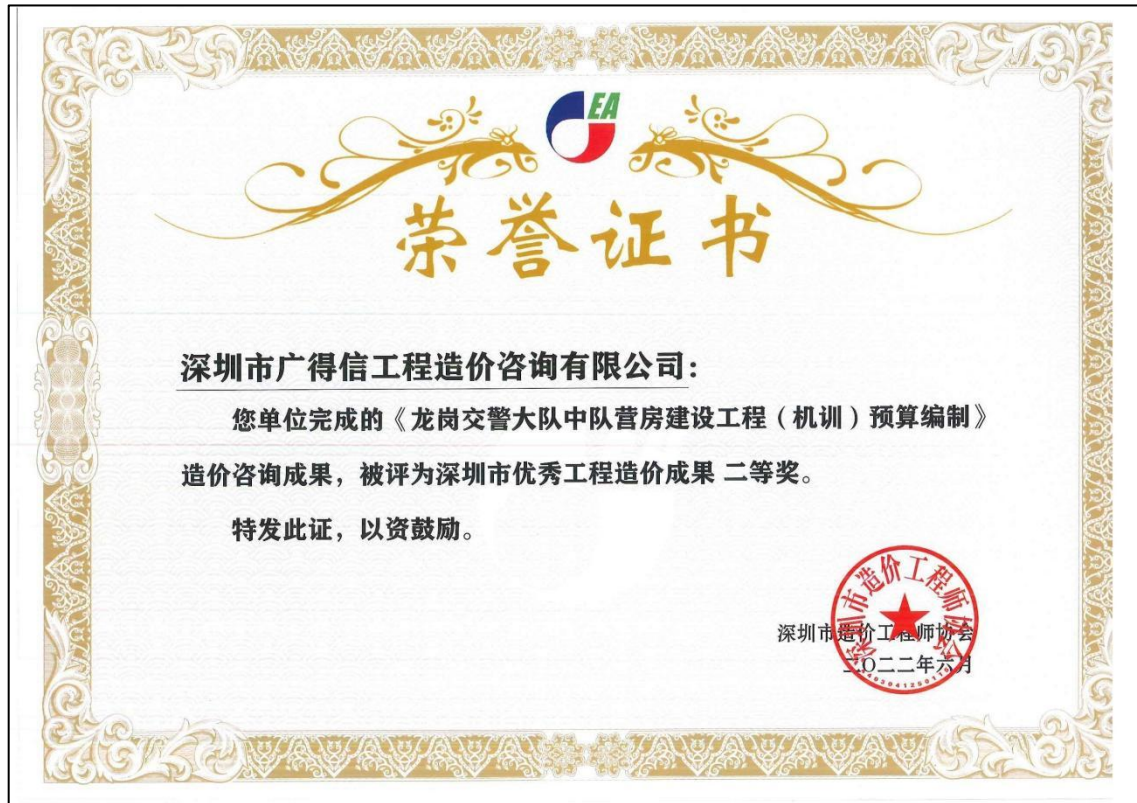 EA
荣誉证书
深圳市广得信工程造价咨询有限公司：
您单位完成的《龙岗交警大队中队营房建设工程（机训）预算编制》
造价咨询成果，被评为深圳市优秀工程造价成果 二等奖。
特发此证，以资鼓励。
深圳市造价工程师协会
深圳市造价工程师协会
二〇二二年六月